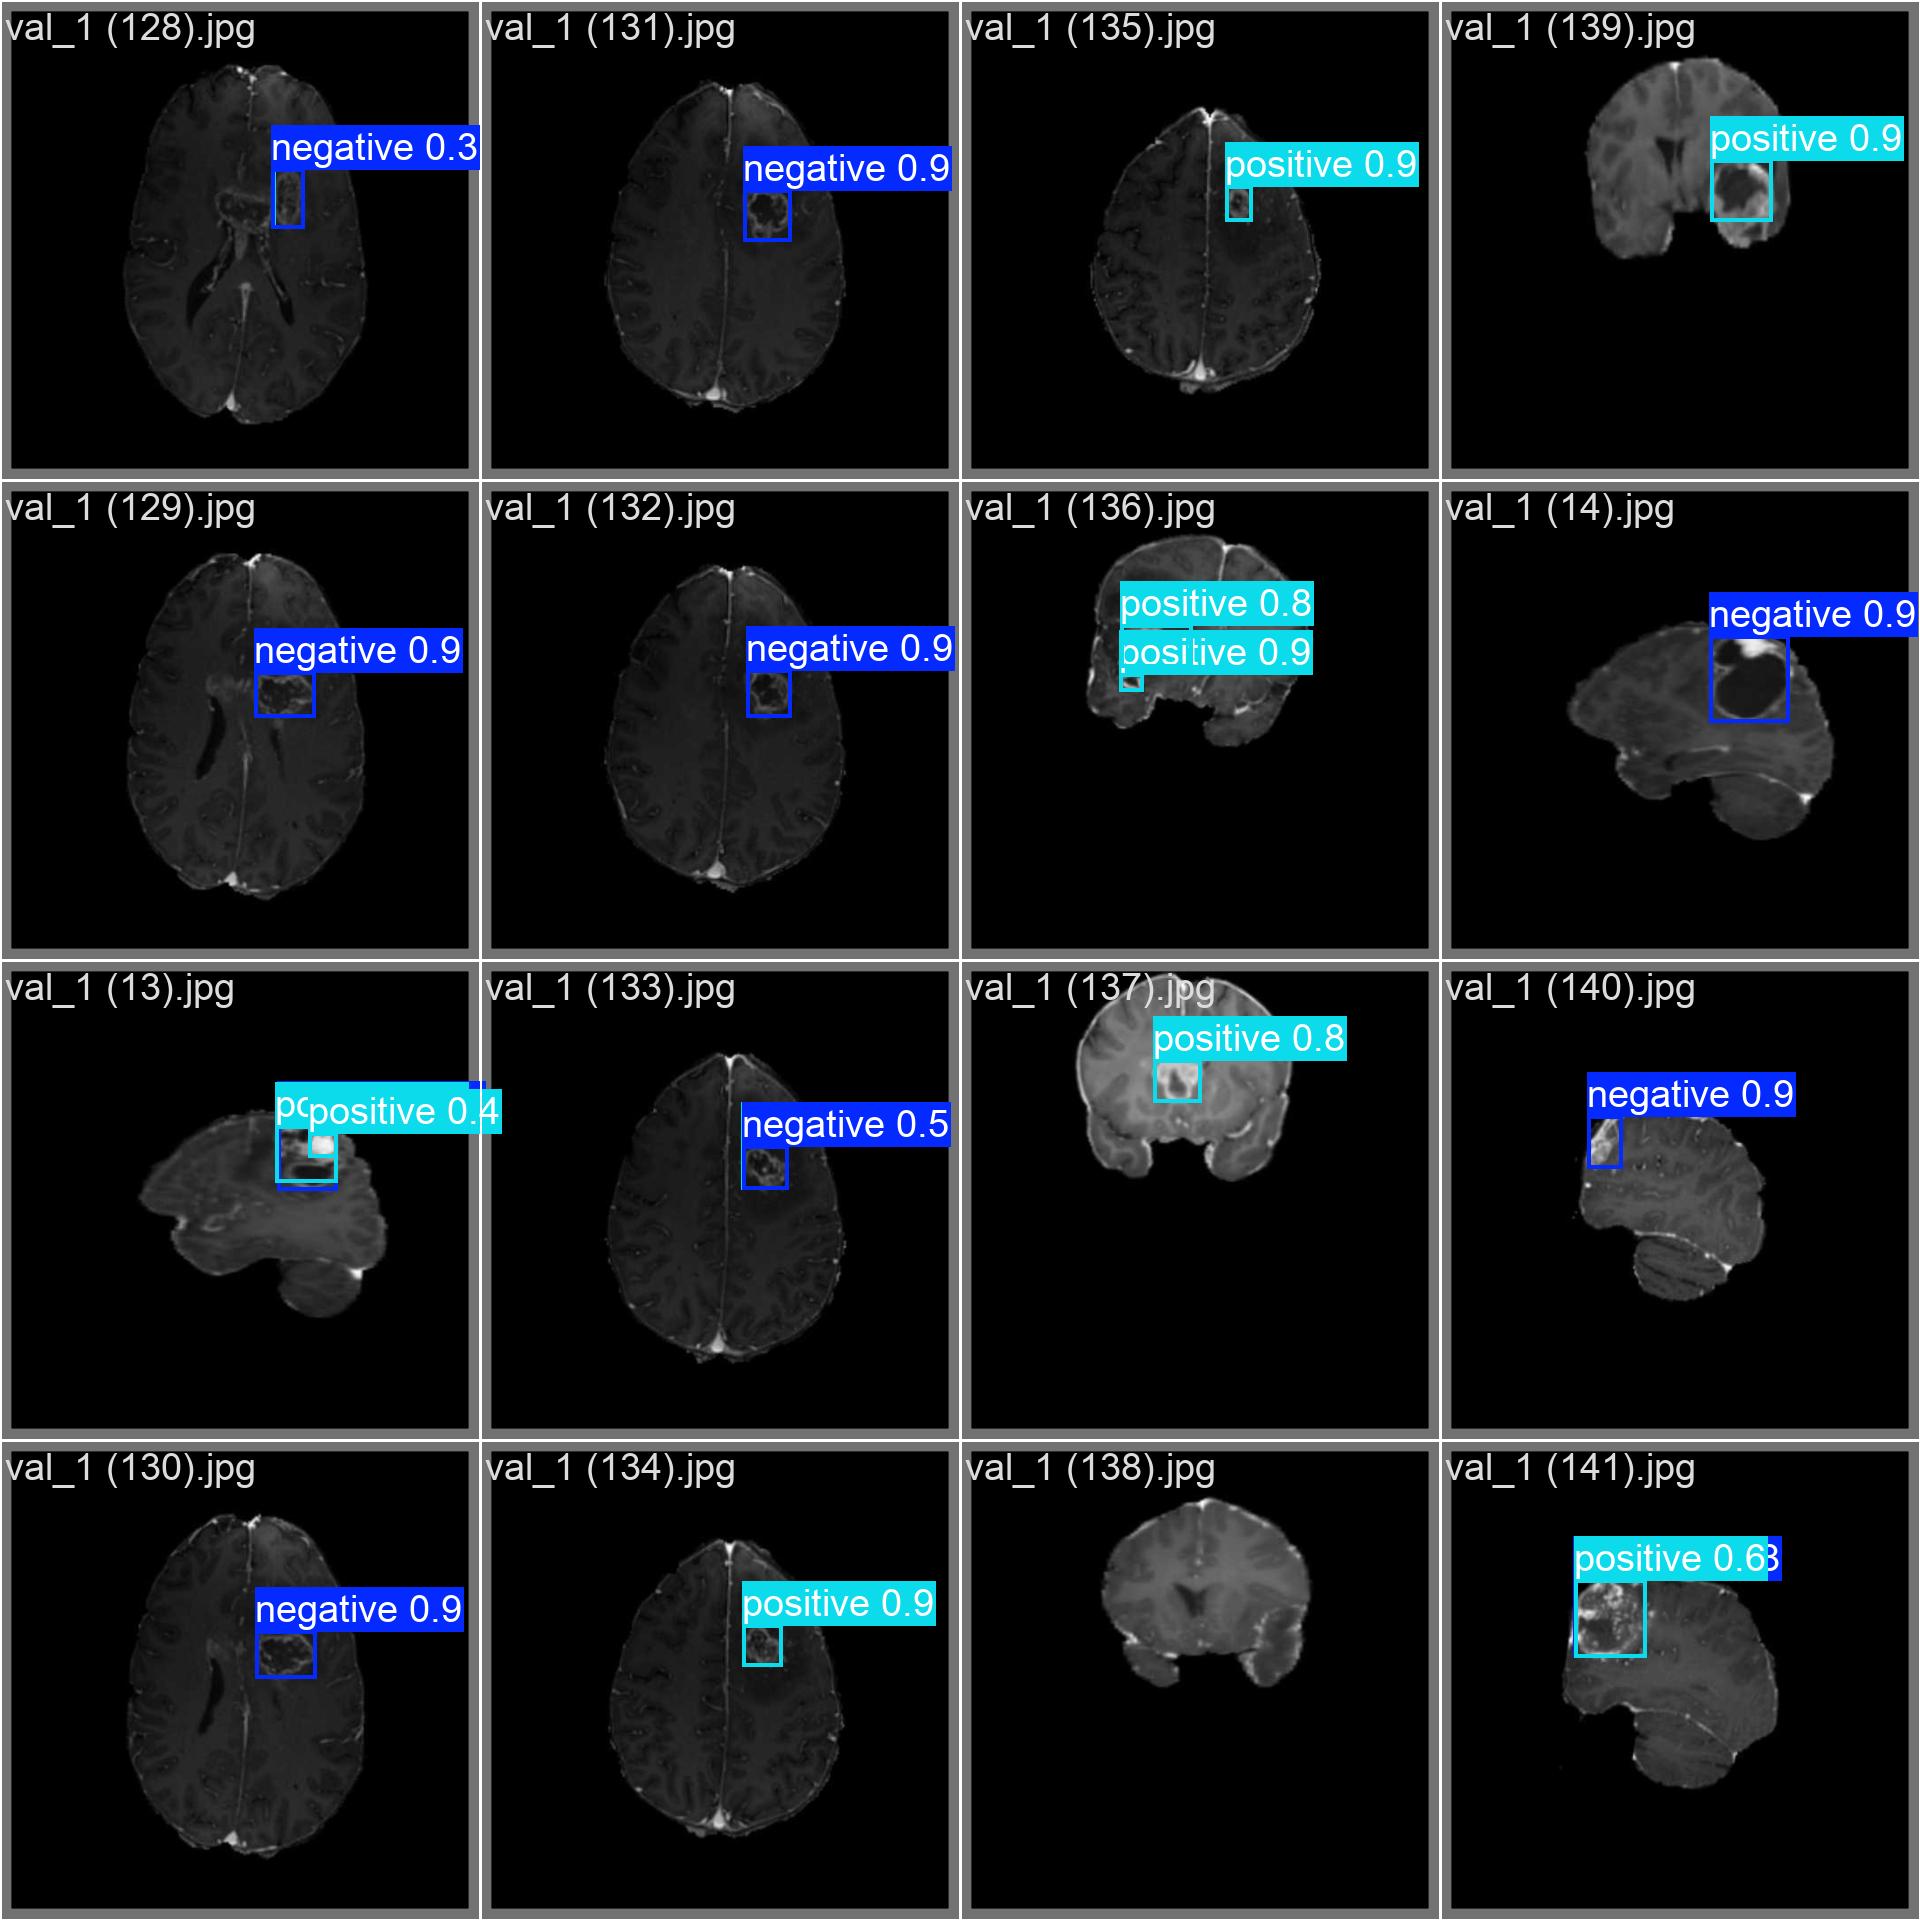 val_1 (128).jpg
negative 0.3
val_1 (131).jpg
negative 0.9
val_1 (135).jpg
positive 0.9
val_1 (139).jpg
positive 0.9
val_1 (129).jpg
negative 0.9
val_1 (132).jpg
negative 0.9
val_1 (136).jpg
positive 0.8
positive 0.9
val_1 (14).jpg
negative 0.9
val_1 (13).jpg
positive 0.4
val_1 (133).jpg
negative 0.5
val_1 (137).jpg
positive 0.8
val_1 (140).jpg
negative 0.9
val_1 (130).jpg
negative 0.9
val_1 (134).jpg
positive 0.9
val_1 (138).jpg
val_1 (141).jpg
positive 0.6